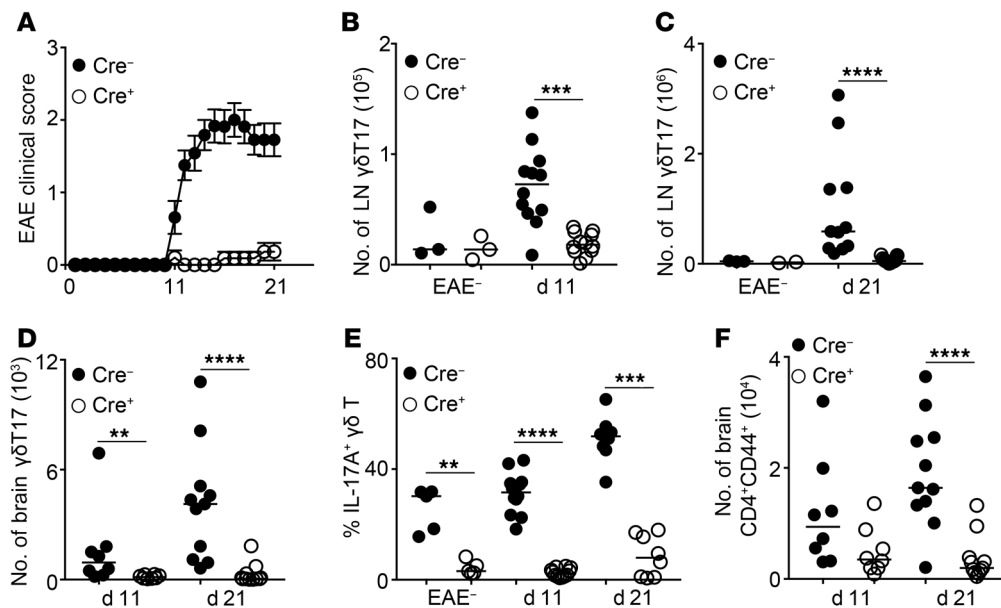 A
EAE clinical score
3
2
1
0
0
11
21
Cre⁻
Cre⁺
B
No. of LN γδT17 (10⁵)
2
1
0
Cre⁻
Cre⁺
***
EAE⁻
d 11
C
No. of LN γδT17 (10⁶)
4
2
0
Cre⁻
Cre⁺
****
EAE⁻
d 21
D
No. of brain γδT17 (10³)
12
6
0
Cre⁻
Cre⁺
**
****
d 11
d 21
E
% IL-17A⁺ γδ T
80
40
0
Cre⁻
Cre⁺
**
****
***
EAE⁻
d 11
d 21
F
No. of brain
CD4⁺CD44⁺ (10⁴)
4
2
0
Cre⁻
Cre⁺
****
d 11
d 21